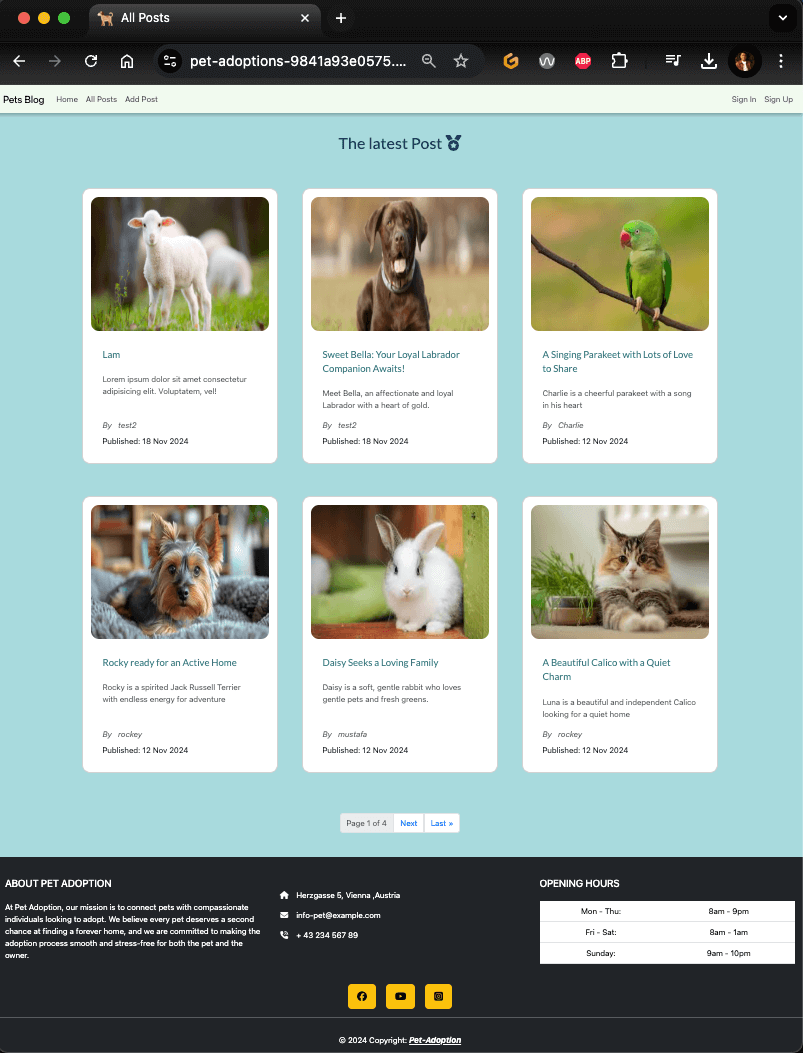 All Posts
pet-adoptions-9841a93e0575....
ABP
Pets Blog Home All Posts Add Post Sign In Sign Up
The latest Post
Lam
Lorem ipsum dolor sit amet consectetur
adipisicing elit. Voluptatem, vel!
By test2
Published: 18 Nov 2024
Sweet Bella: Your Loyal Labrador
Companion Awaits!
Meet Bella, an affectionate and loyal
Labrador with a heart of gold.
By test2
Published: 18 Nov 2024
A Singing Parakeet with Lots of Love
to Share
Charlie is a cheerful parakeet with a song
in his heart
By Charlie
Published: 12 Nov 2024
Rocky ready for an Active Home
Rocky is a spirited Jack Russell Terrier
with endless energy for adventure
By rockey
Published: 12 Nov 2024
Daisy Seeks a Loving Family
Daisy is a soft, gentle rabbit who loves
gentle pets and fresh greens.
By mustafa
Published: 12 Nov 2024
A Beautiful Calico with a Quiet
Charm
Luna is a beautiful and independent Calico
looking for a quiet home
By rockey
Published: 12 Nov 2024
Page 1 of 4 Next Last »
ABOUT PET ADOPTION
At Pet Adoption, our mission is to connect pets with compassionate
individuals looking to adopt. We believe every pet deserves a second
chance at finding a forever home, and we are committed to making the
adoption process smooth and stress-free for both the pet and the
owner.
Herzgasse 5, Vienna ,Austria
info-pet@example.com
+ 43 234 567 89
OPENING HOURS
Mon - Thu: 8am - 9pm
Fri - Sat: 8am - 1am
Sunday: 9am - 10pm
© 2024 Copyright: Pet-Adoption